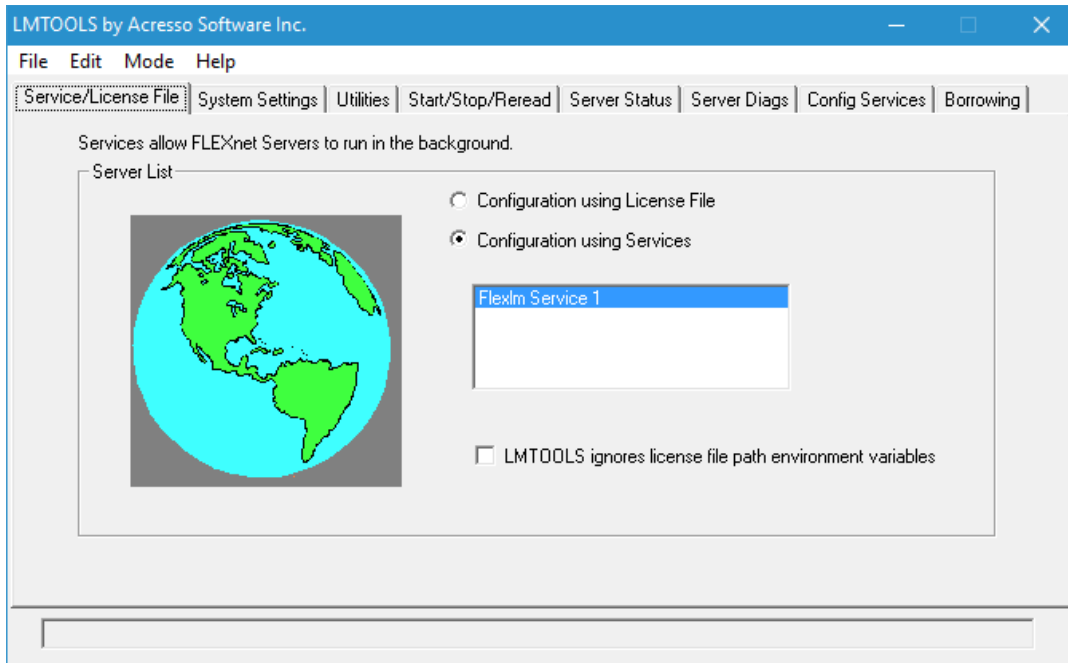 LMTOOLS by Acresso Software Inc.
File Edit Mode Help
Service/License File System Settings Utilities Start/Stop/Reread Server Status Server Diags Config Services Borrowing
Services allow FLEXnet Servers to run in the background.
Server List
Configuration using License File
Configuration using Services
Flexlm Service 1
LMTOOLS ignores license file path environment variables